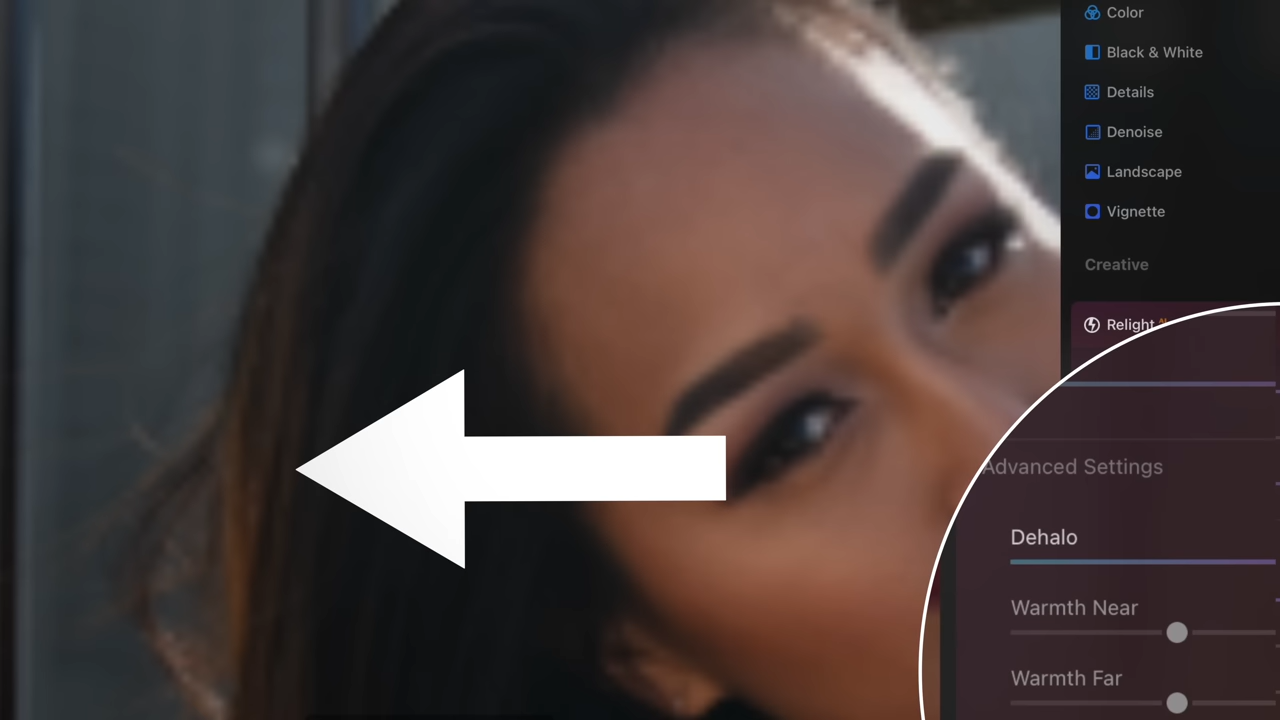 Color
Black & White
Details
Denoise
Landscape
Vignette
Creative
Relight
Advanced Settings
Dehalo
Warmth Near
Warmth Far